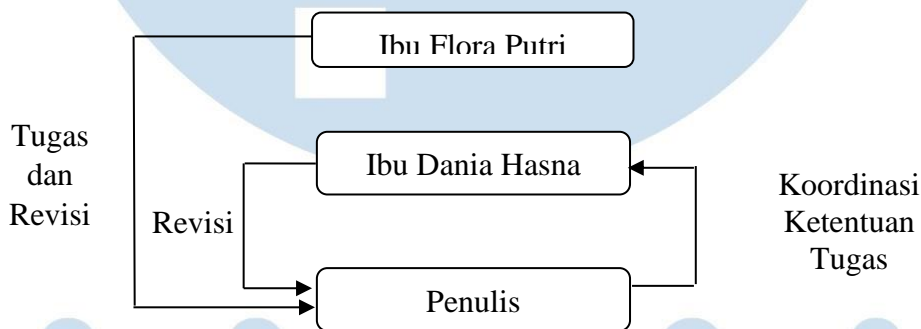 Ibu Flora Putri
Tugas
dan
Revisi
Ibu Dania Hasna
Revisi
Koordinasi
Ketentuan
Tugas
Penulis